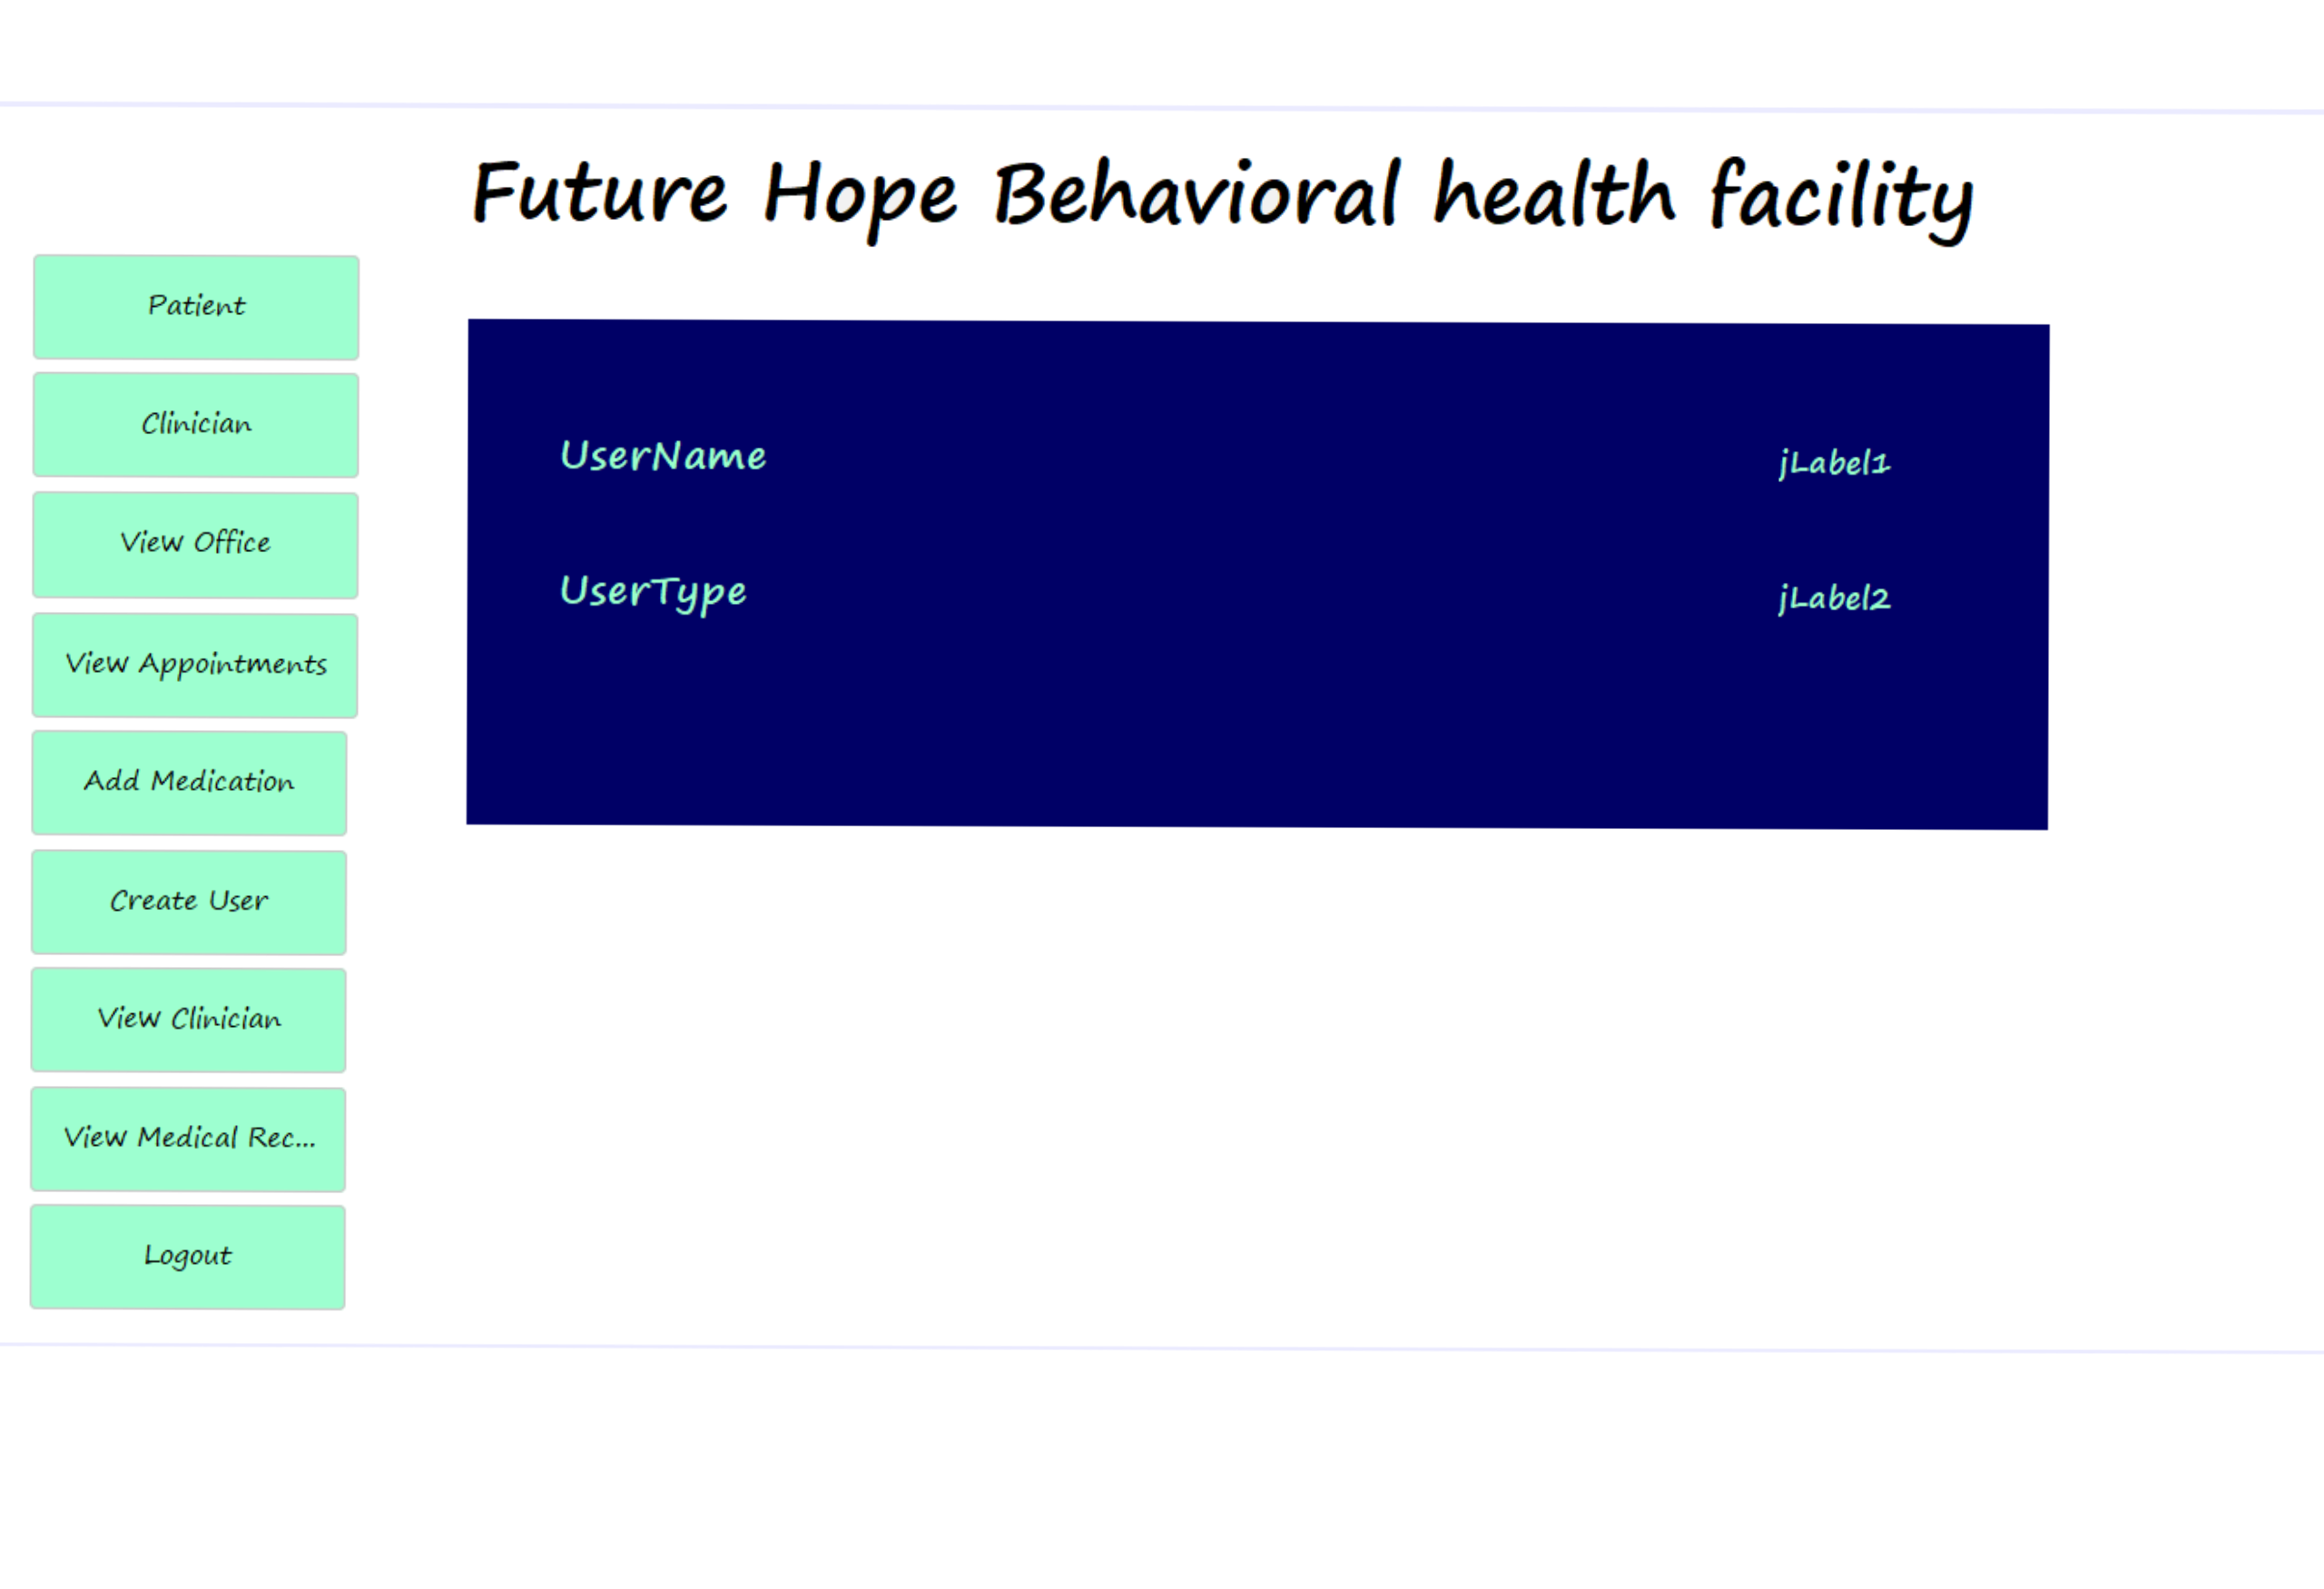 Future Hope Behavioral health facility
Patient
Clinician
View Office
View Appointments
Add Medication
Create User
View Clinician
View Medical Rec...
Logout
UserName jLabel1
UserType jLabel2